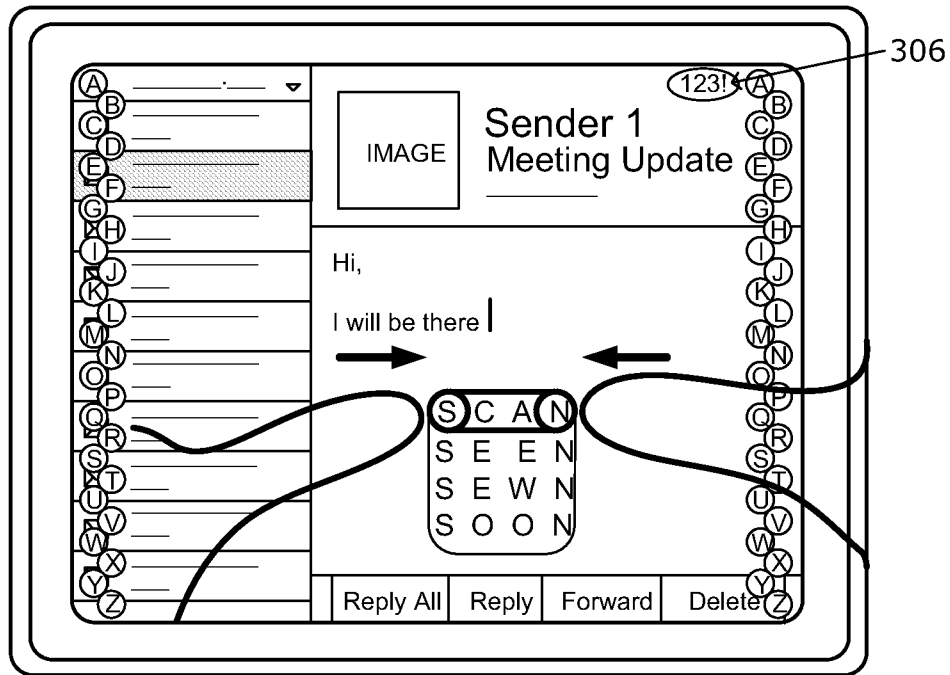 306
123!
A
B
C
D
E
F
G
H
I
J
K
L
M
N
O
P
Q
R
S
T
U
V
W
X
Y
Z
IMAGE
Sender 1
Meeting Update
Hi,
I will be there
S C A N
S E E N
S E W N
S O O N
Reply All Reply Forward Delete
A
B
C
D
E
F
G
H
I
J
K
L
M
N
O
P
Q
R
S
T
U
V
W
X
Y
Z